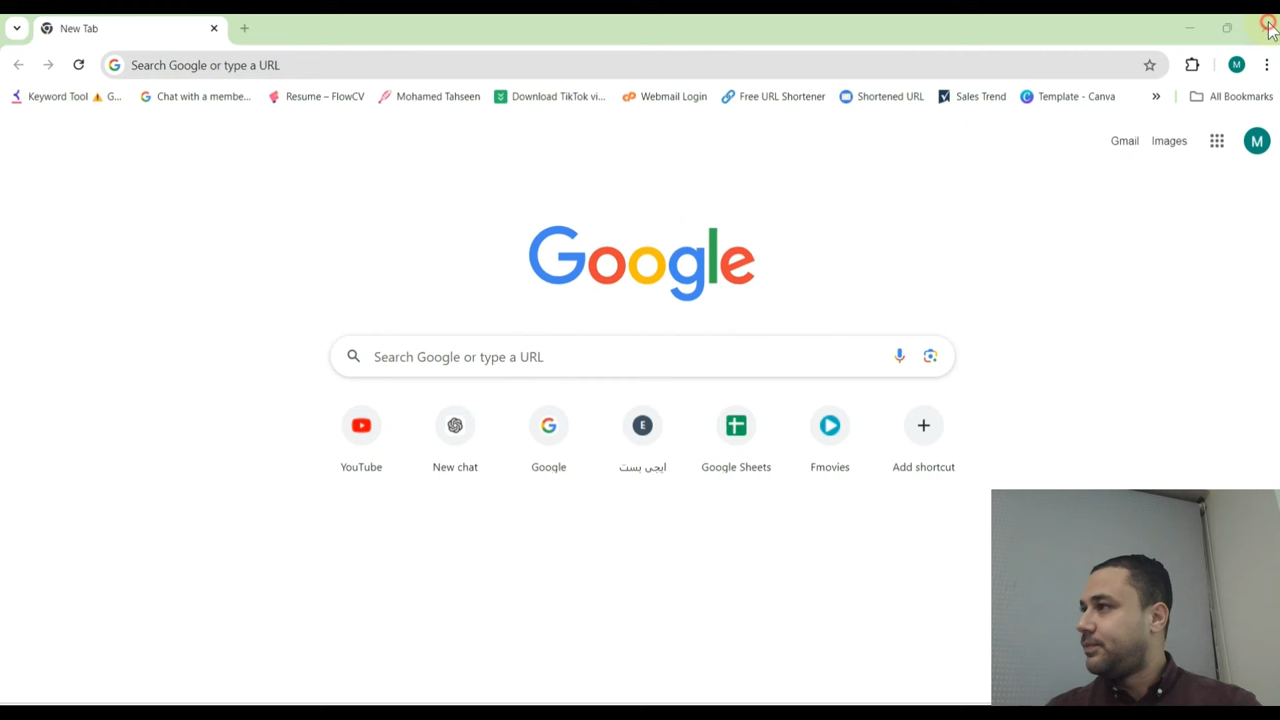 New Tab
Search Google or type a URL
M
Keyword Tool ⚠ G...
Chat with a membe...
Resume – FlowCV
Mohamed Tahseen
Download TikTok vi...
Webmail Login
Free URL Shortener
Shortened URL
Sales Trend
Template - Canva
All Bookmarks
Gmail
Images
M
Google
Search Google or type a URL
E
YouTube
New chat
Google
ايجي بست
Google Sheets
Fmovies
Add shortcut